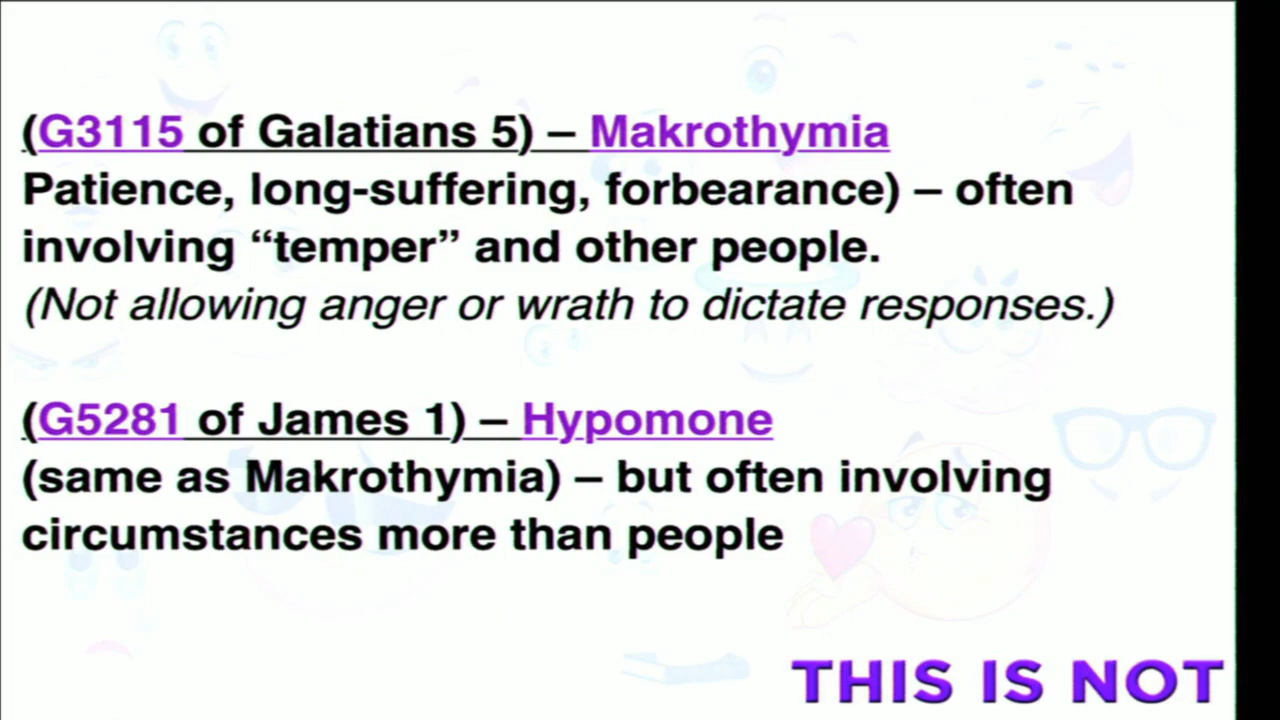 (G3115 of Galatians 5) – Makrothymia
Patience, long-suffering, forbearance) – often
involving “temper” and other people.
(Not allowing anger or wrath to dictate responses.)
(G5281 of James 1) – Hypomone
(same as Makrothymia) – but often involving
circumstances more than people
THIS IS NOT